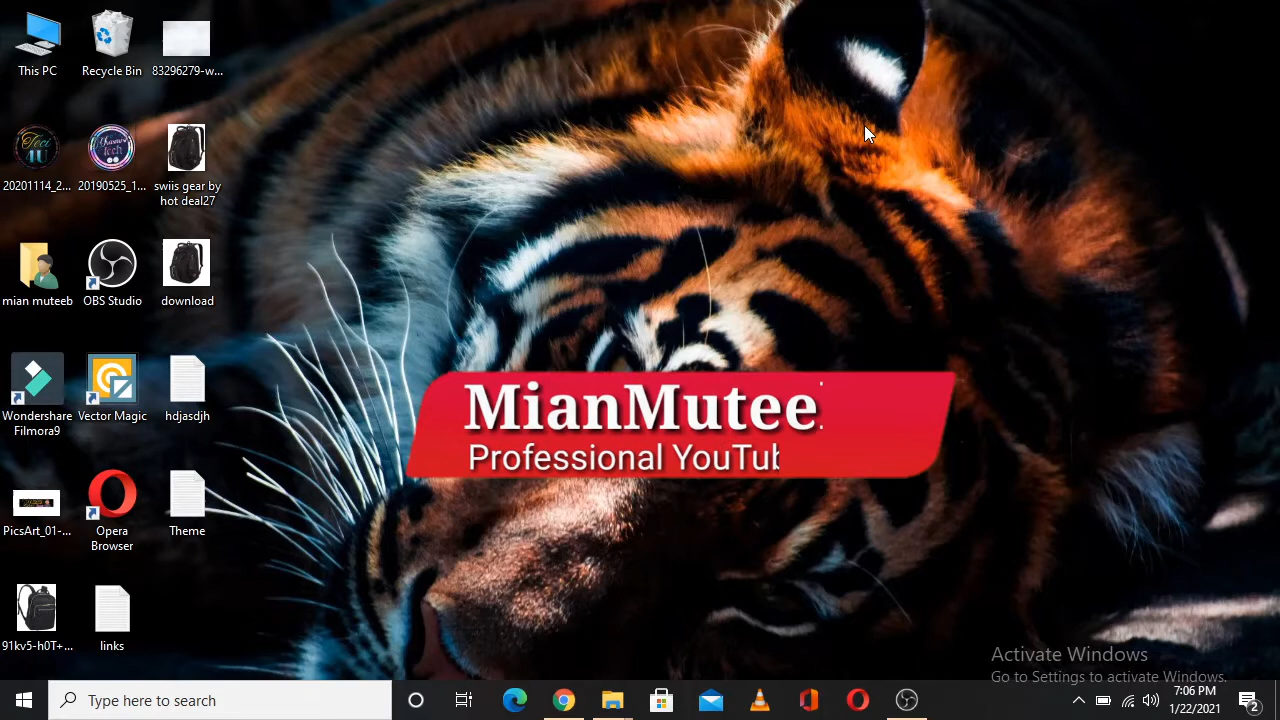 This PC
Recycle Bin
83296279-w...
20201114_2...
20190525_1...
swiis gear by
hot deal27
mian muteeb
OBS Studio
download
Wondershare
Filmora9
Vector Magic
hdjasdjh
PicsArt_01-...
Opera
Browser
Theme
91kv5-h0T+...
links
MianMutee
Professional YouTub
Activate Windows
Go to Settings to activate Windows.
Type here to search
7:06 PM
1/22/2021
2